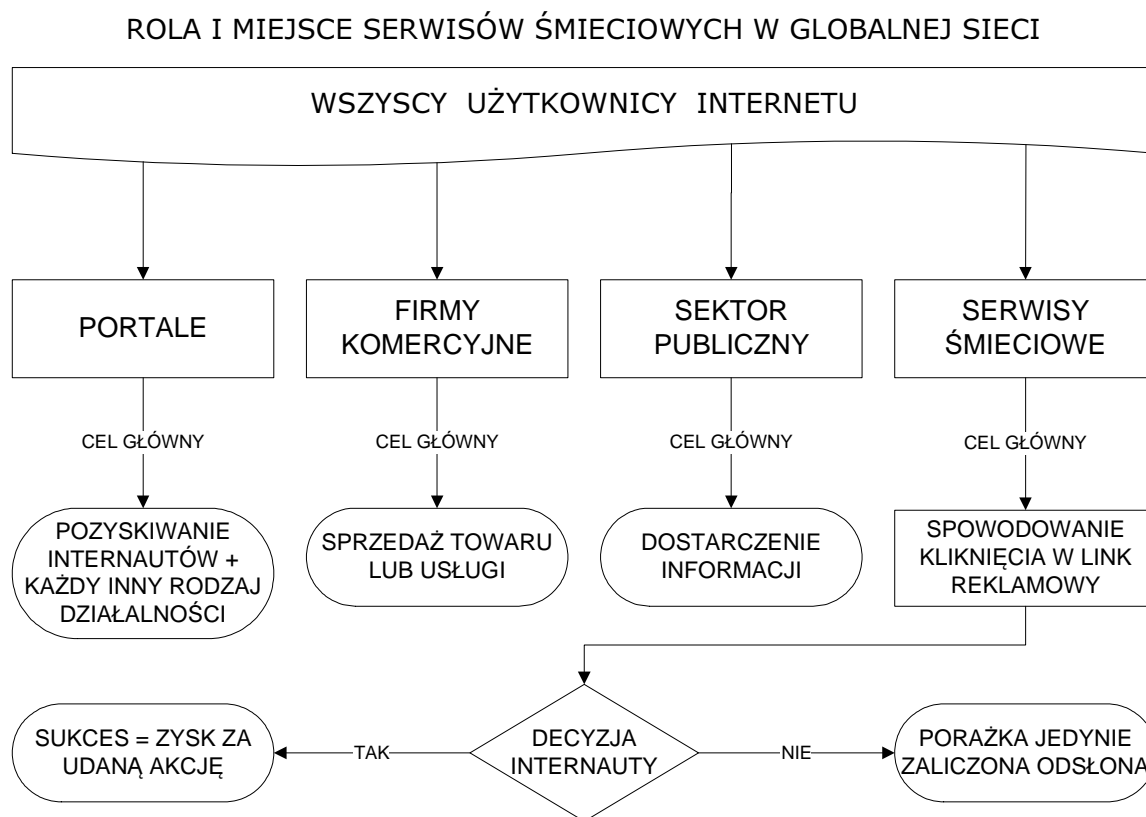 ROLA I MIEJSCE SERWISÓW ŚMIECIOWYCH W GLOBALNEJ SIECI
WSZYSCY UŻYTKOWNICY INTERNETU
PORTALE
FIRMY
KOMERCYJNE
SEKTOR
PUBLICZNY
SERWISY
ŚMIECIOWE
CEL GŁÓWNY
CEL GŁÓWNY
CEL GŁÓWNY
CEL GŁÓWNY
POZYSKIWANIE
INTERNAUTÓW +
KAŻDY INNY RODZAJ
DZIAŁALNOŚCI
SPRZEDAŻ TOWARU
LUB USŁUGI
DOSTARCZENIE
INFORMACJI
SPOWODOWANIE
KLIKNIĘCIA W LINK
REKLAMOWY
SUKCES = ZYSK ZA
UDANĄ AKCJĘ
TAK
DECYZJA
INTERNAUTY
NIE
PORAŻKA JEDYNIE
ZALICZONA ODSŁONA